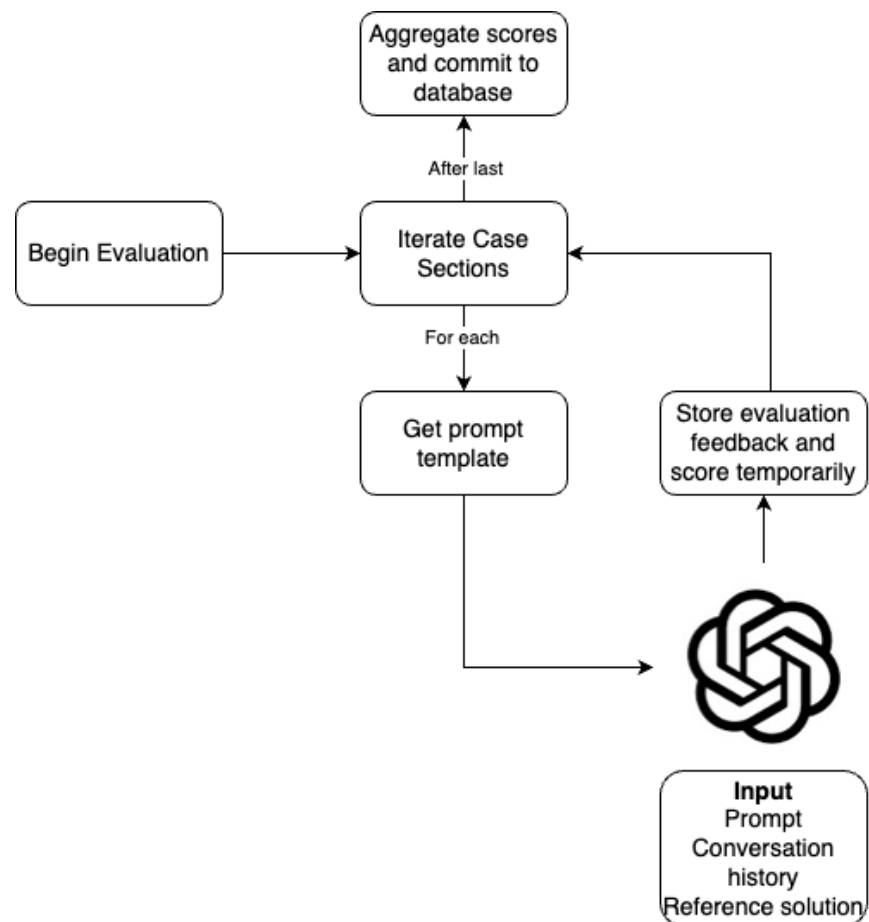 Aggregate scores
and commit to
database
After last
Begin Evaluation
Iterate Case
Sections
For each
Get prompt
template
Store evaluation
feedback and
score temporarily
Input
Prompt
Conversation
history
Reference solution